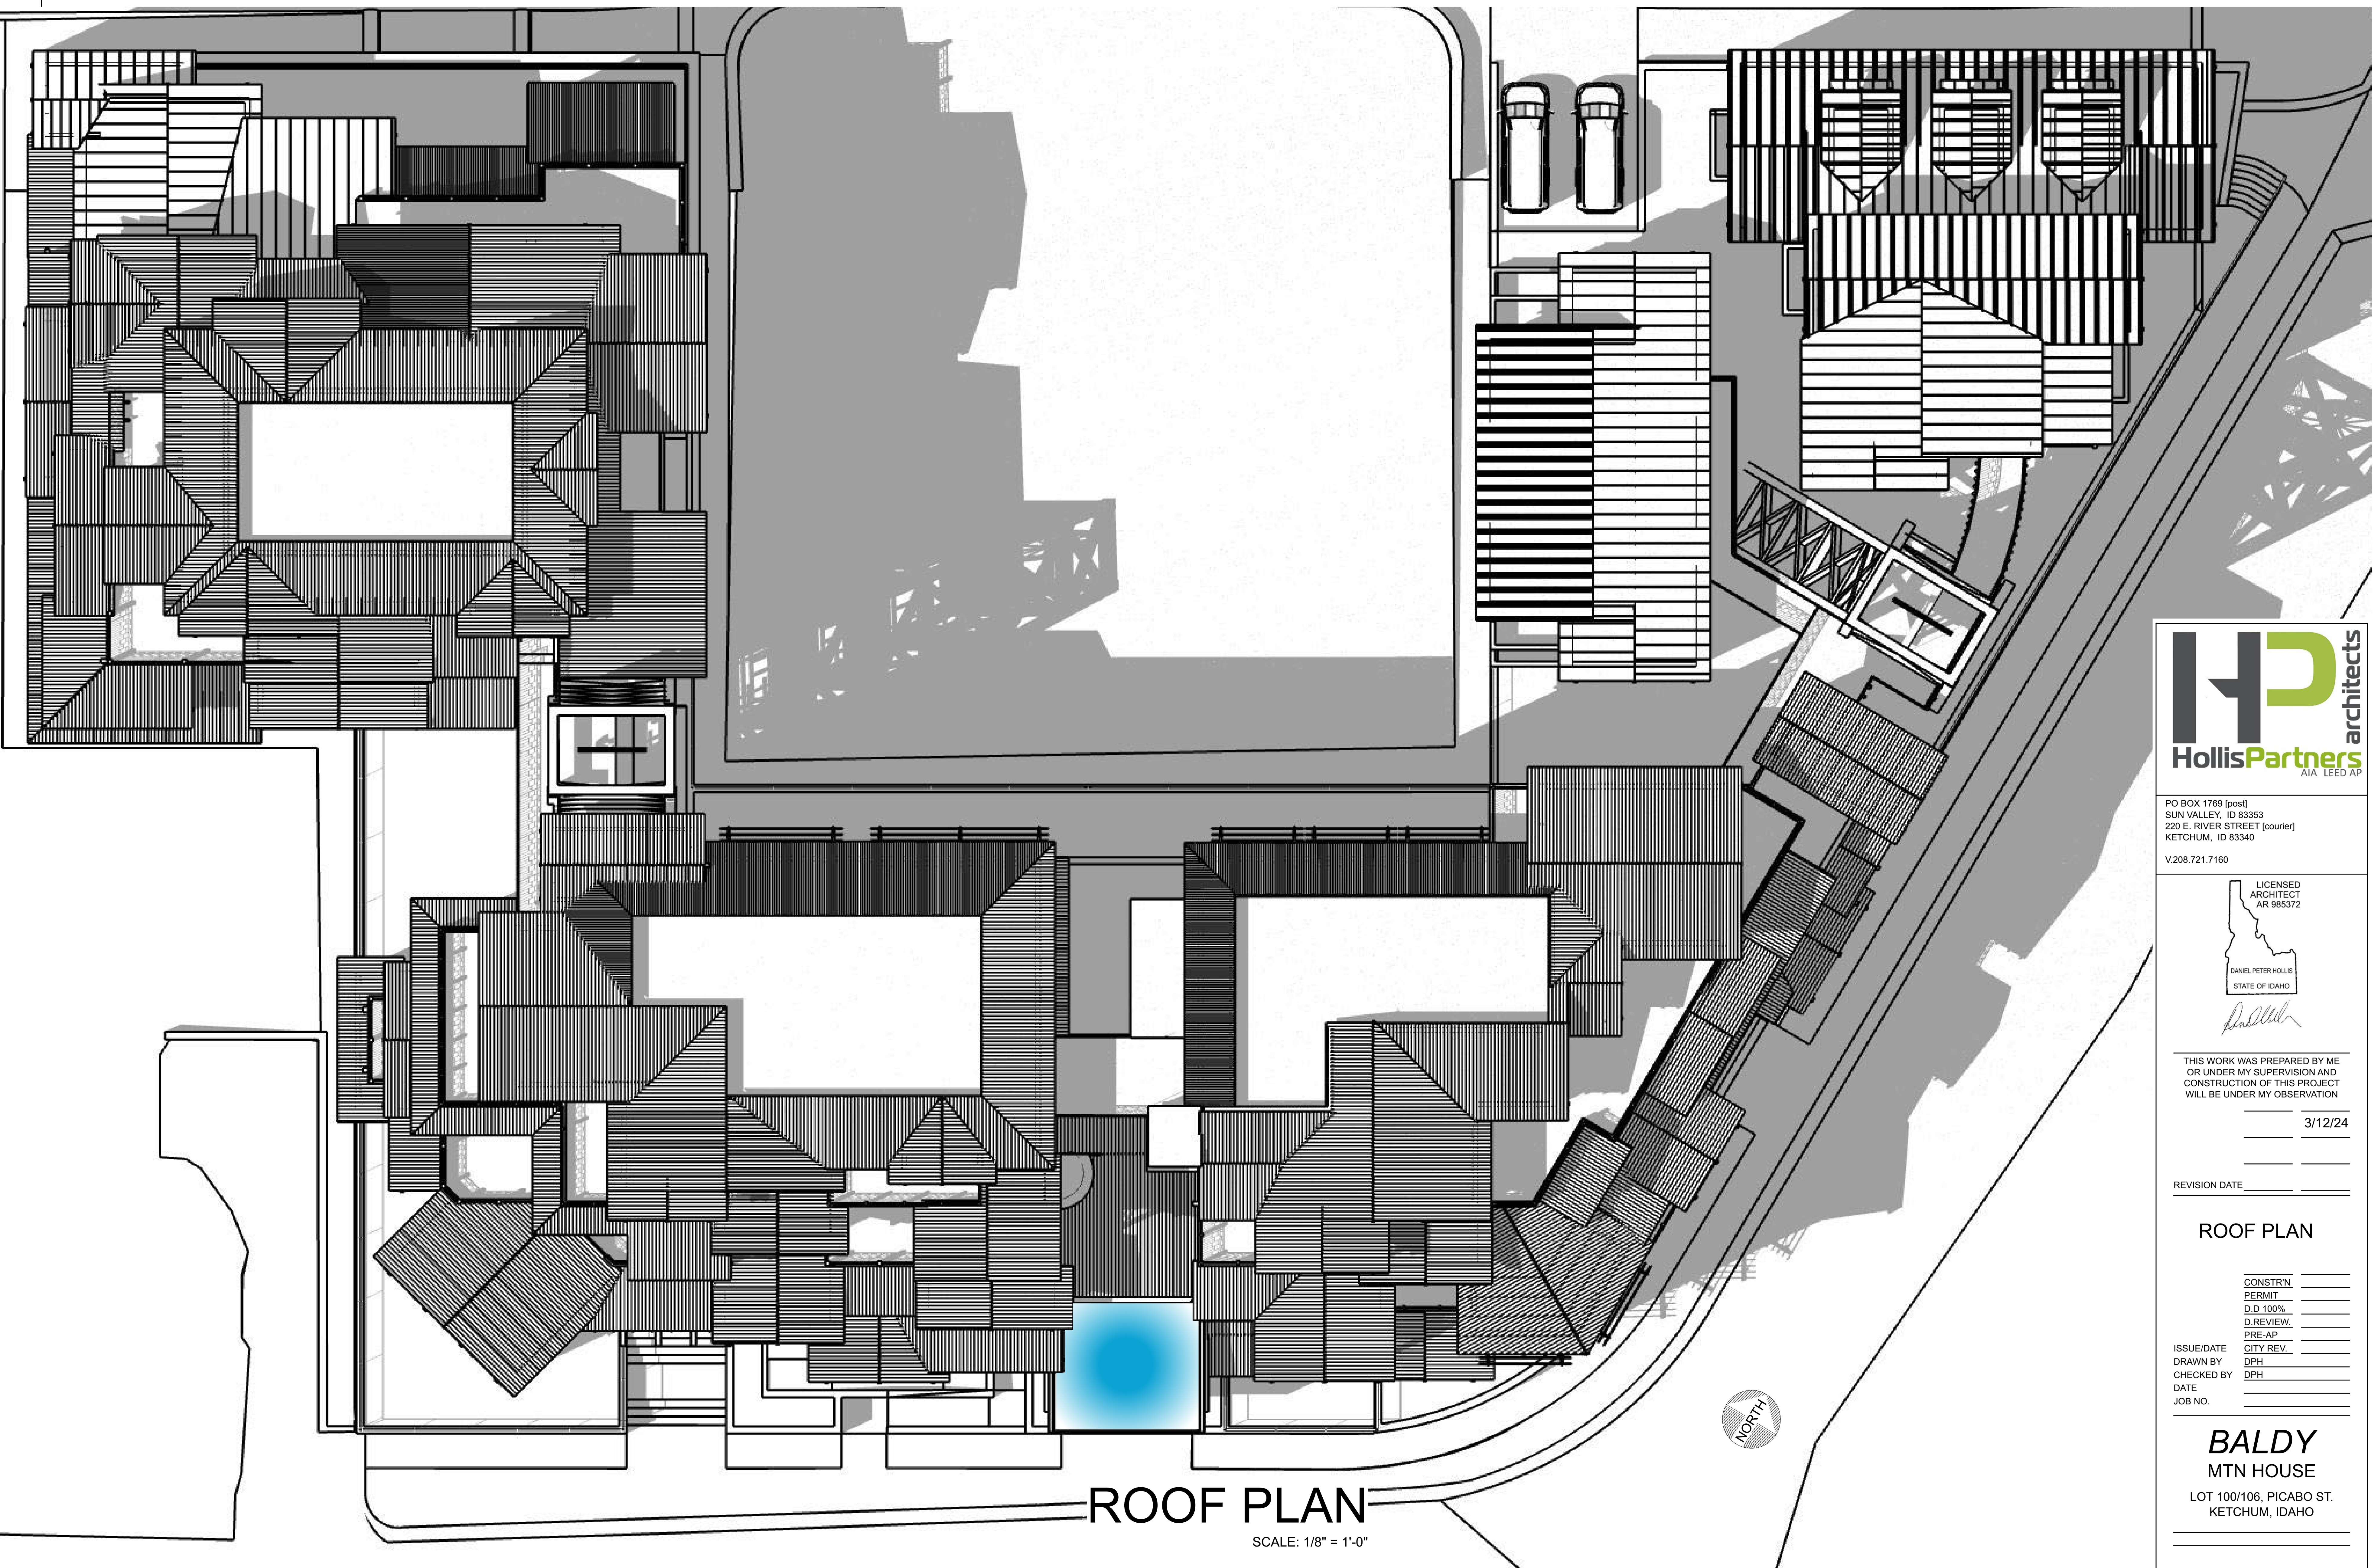 architects
HollisPartners
AIA LEED AP
PO BOX 1769 [post]
SUN VALLEY, ID 83353
220 E. RIVER STREET [courier]
KETCHUM, ID 83340
V.208.721.7160
LICENSED
ARCHITECT
AR 985372
DANIEL PETER HOLLIS
STATE OF IDAHO
THIS WORK WAS PREPARED BY ME
OR UNDER MY SUPERVISION AND
CONSTRUCTION OF THIS PROJECT
WILL BE UNDER MY OBSERVATION
3/12/24
REVISION DATE
ROOF PLAN
CONSTR'N
PERMIT
D.D 100%
D.REVIEW.
PRE-AP
ISSUE/DATE CITY REV.
DRAWN BY DPH
CHECKED BY DPH
DATE
JOB NO.
BALDY
MTN HOUSE
LOT 100/106, PICABO ST.
KETCHUM, IDAHO
NORTH
ROOF PLAN
SCALE: 1/8" = 1'-0"